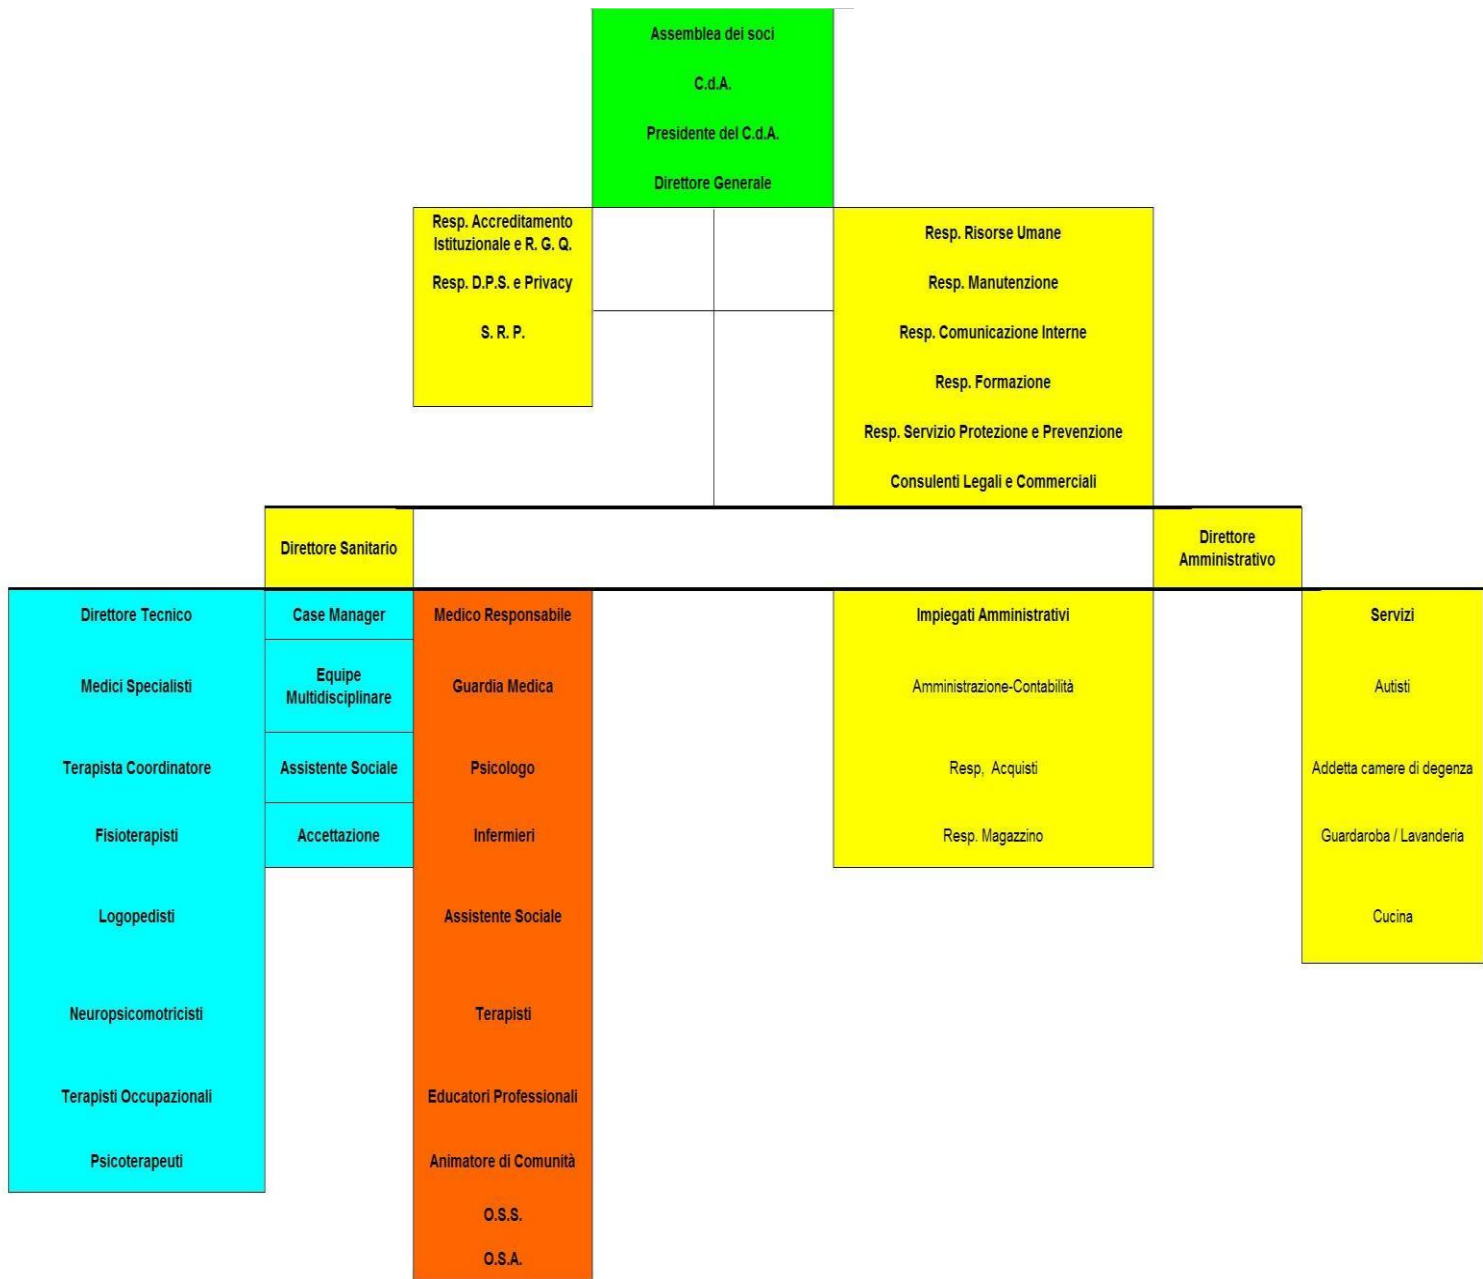 Assemblea dei soci
C.d.A.
Presidente del C.d.A.
Direttore Generale
Resp. Accreditamento
Istituzionale e R. G. Q.
Resp. D.P.S. e Privacy
S. R. P.
Resp. Risorse Umane
Resp. Manutenzione
Resp. Comunicazione Interne
Resp. Formazione
Resp. Servizio Protezione e Prevenzione
Consulenti Legali e Commerciali
Direttore Sanitario
Direttore
Amministrativo
Direttore Tecnico
Medici Specialisti
Terapista Coordinatore
Fisioterapisti
Logopedisti
Neuropsicomotricisti
Terapisti Occupazionali
Psicoterapeuti
Case Manager
Equipe
Multidisciplinare
Assistente Sociale
Accettazione
Medico Responsabile
Guardia Medica
Psicologo
Infermieri
Assistente Sociale
Terapisti
Educatori Professionali
Animatore di Comunità
O.S.S.
O.S.A.
Impiegati Amministrativi
Amministrazione-Contabilità
Resp, Acquisti
Resp. Magazzino
Servizi
Autisti
Addetta camere di degenza
Guardaroba / Lavanderia
Cucina